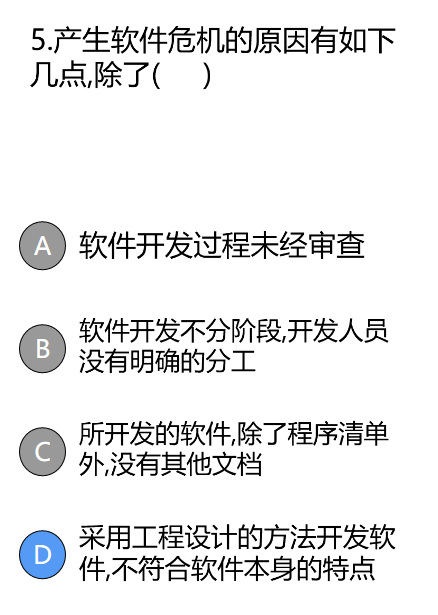 5.产生软件危机的原因有如下
几点,除了(     )
A 软件开发过程未经审查
B 软件开发不分阶段,开发人员
没有明确的分工
C 所开发的软件,除了程序清单
外,没有其他文档
D 采用工程设计的方法开发软
件,不符合软件本身的特点